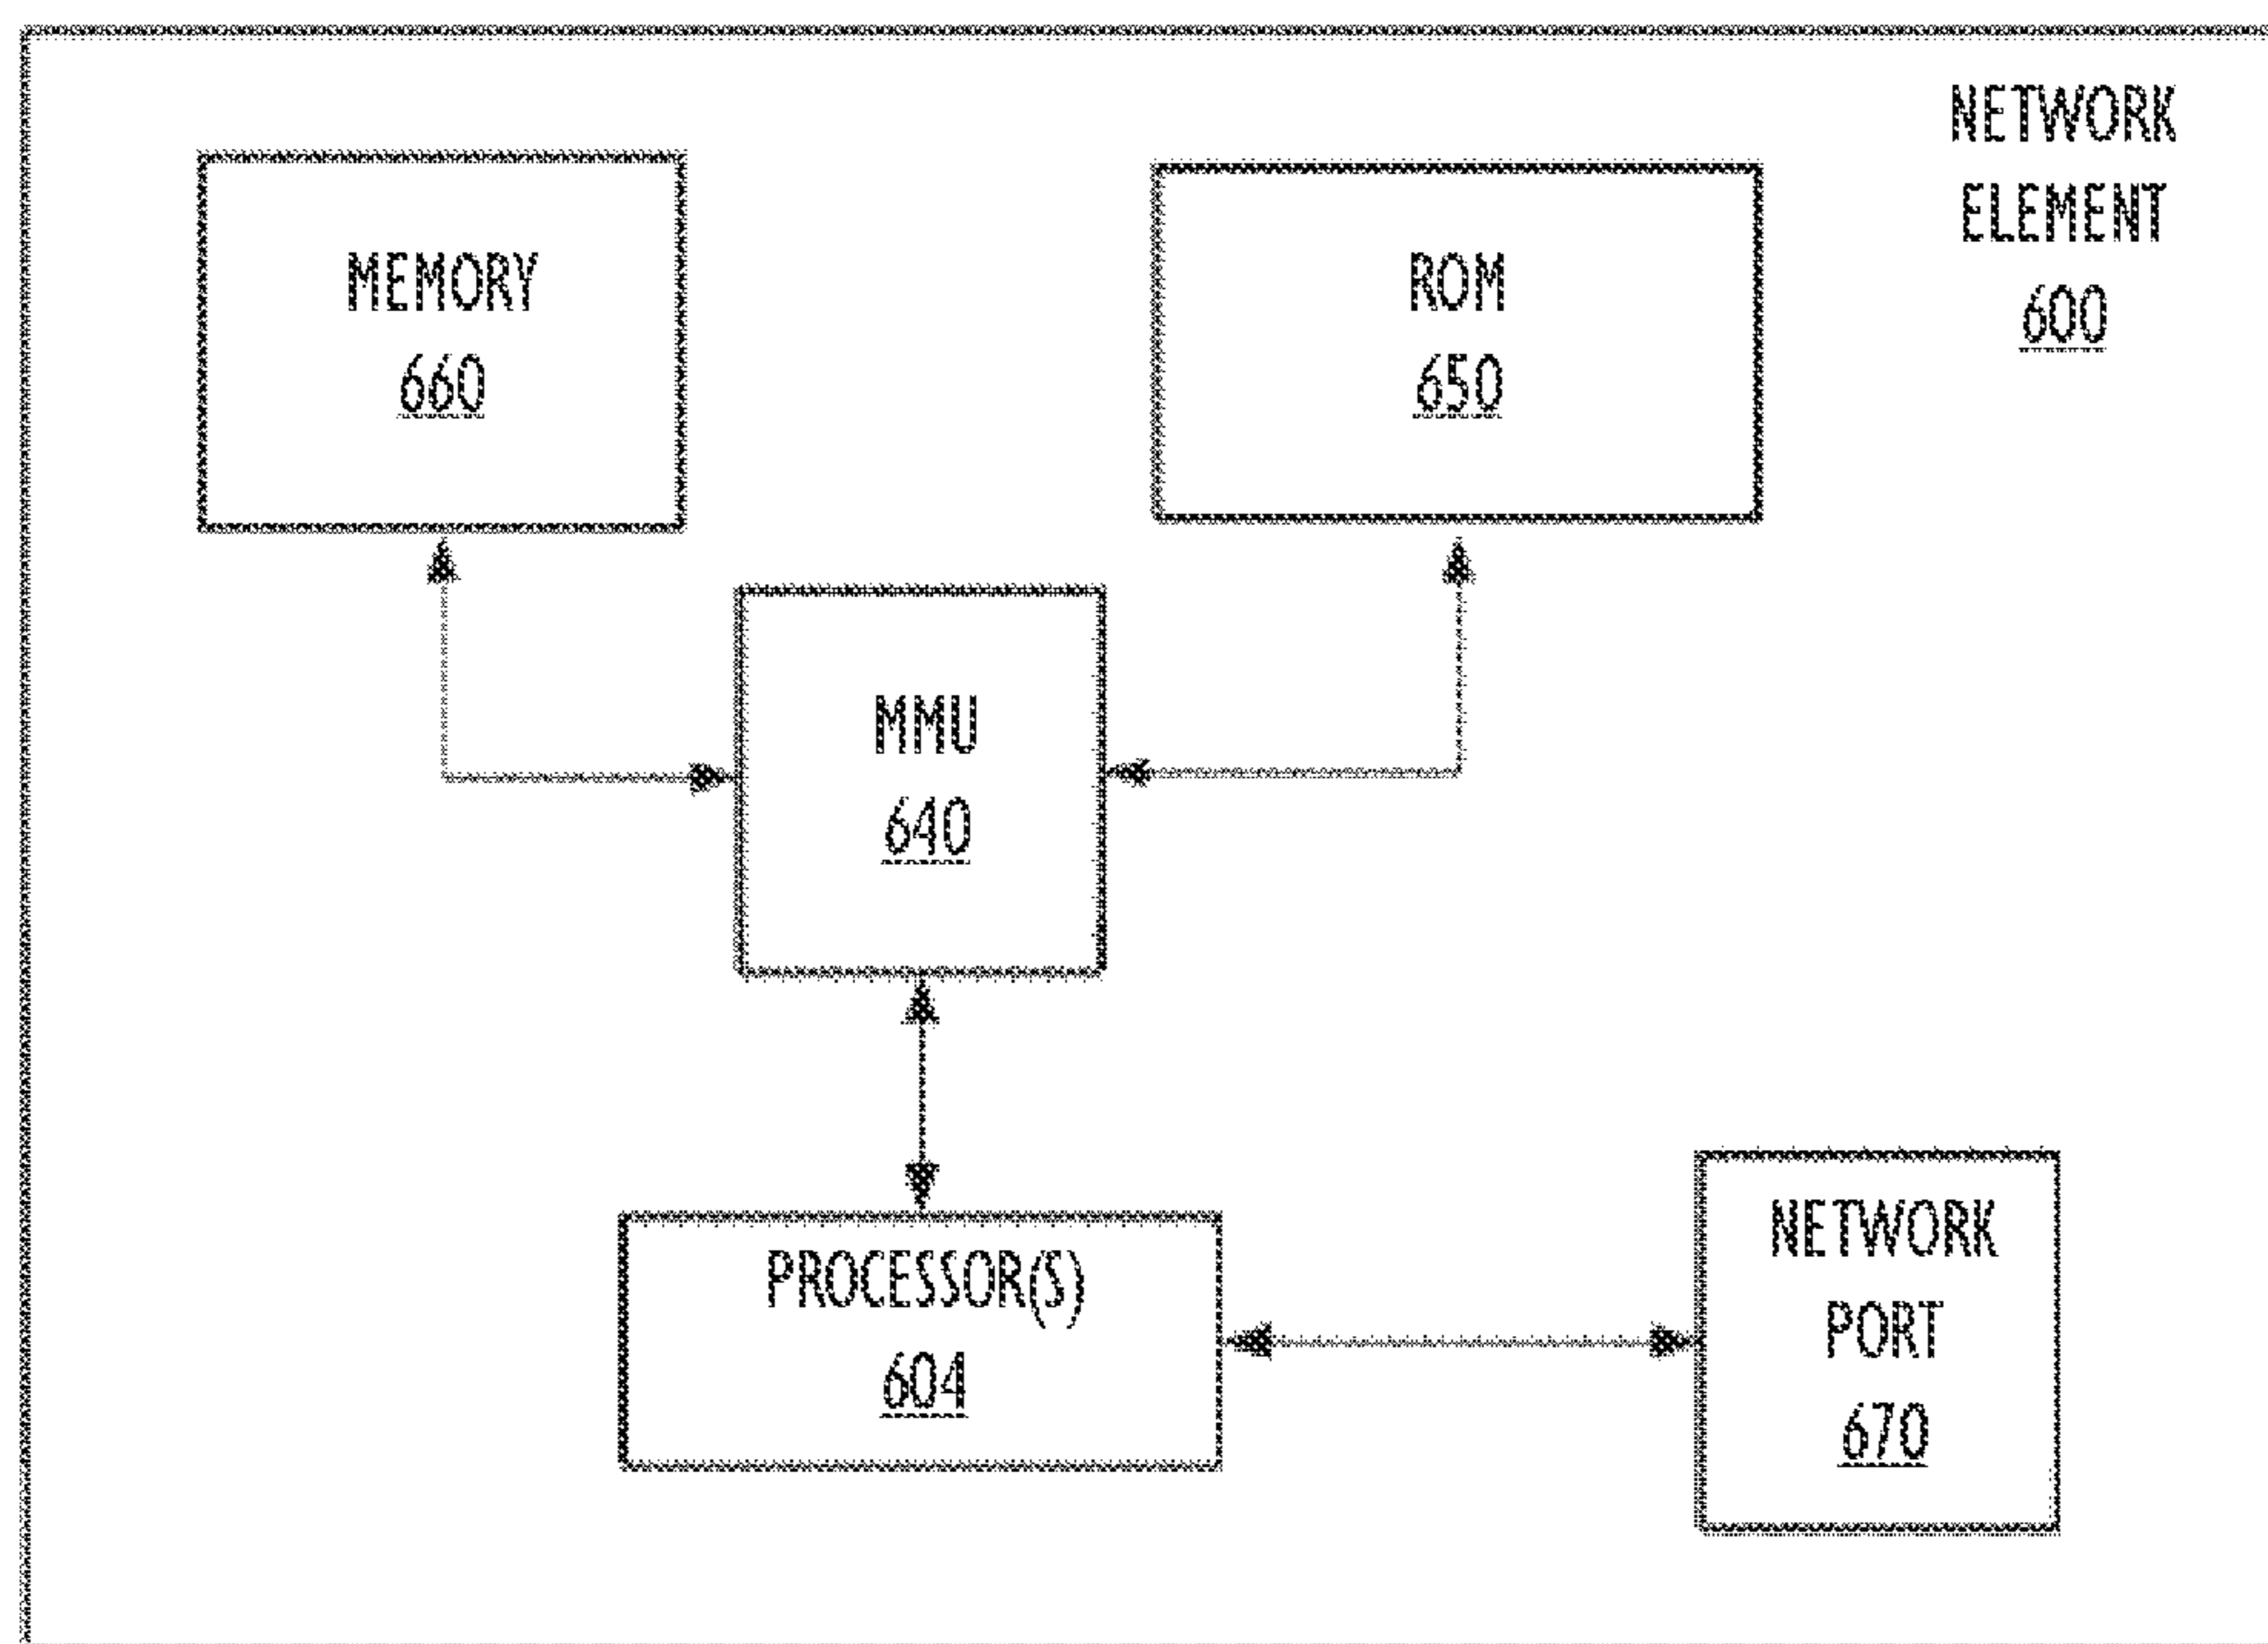 NETWORK
ELEMENT
600
MEMORY
660
ROM
650
MMU
640
PROCESSOR(S)
604
NETWORK
PORT
670